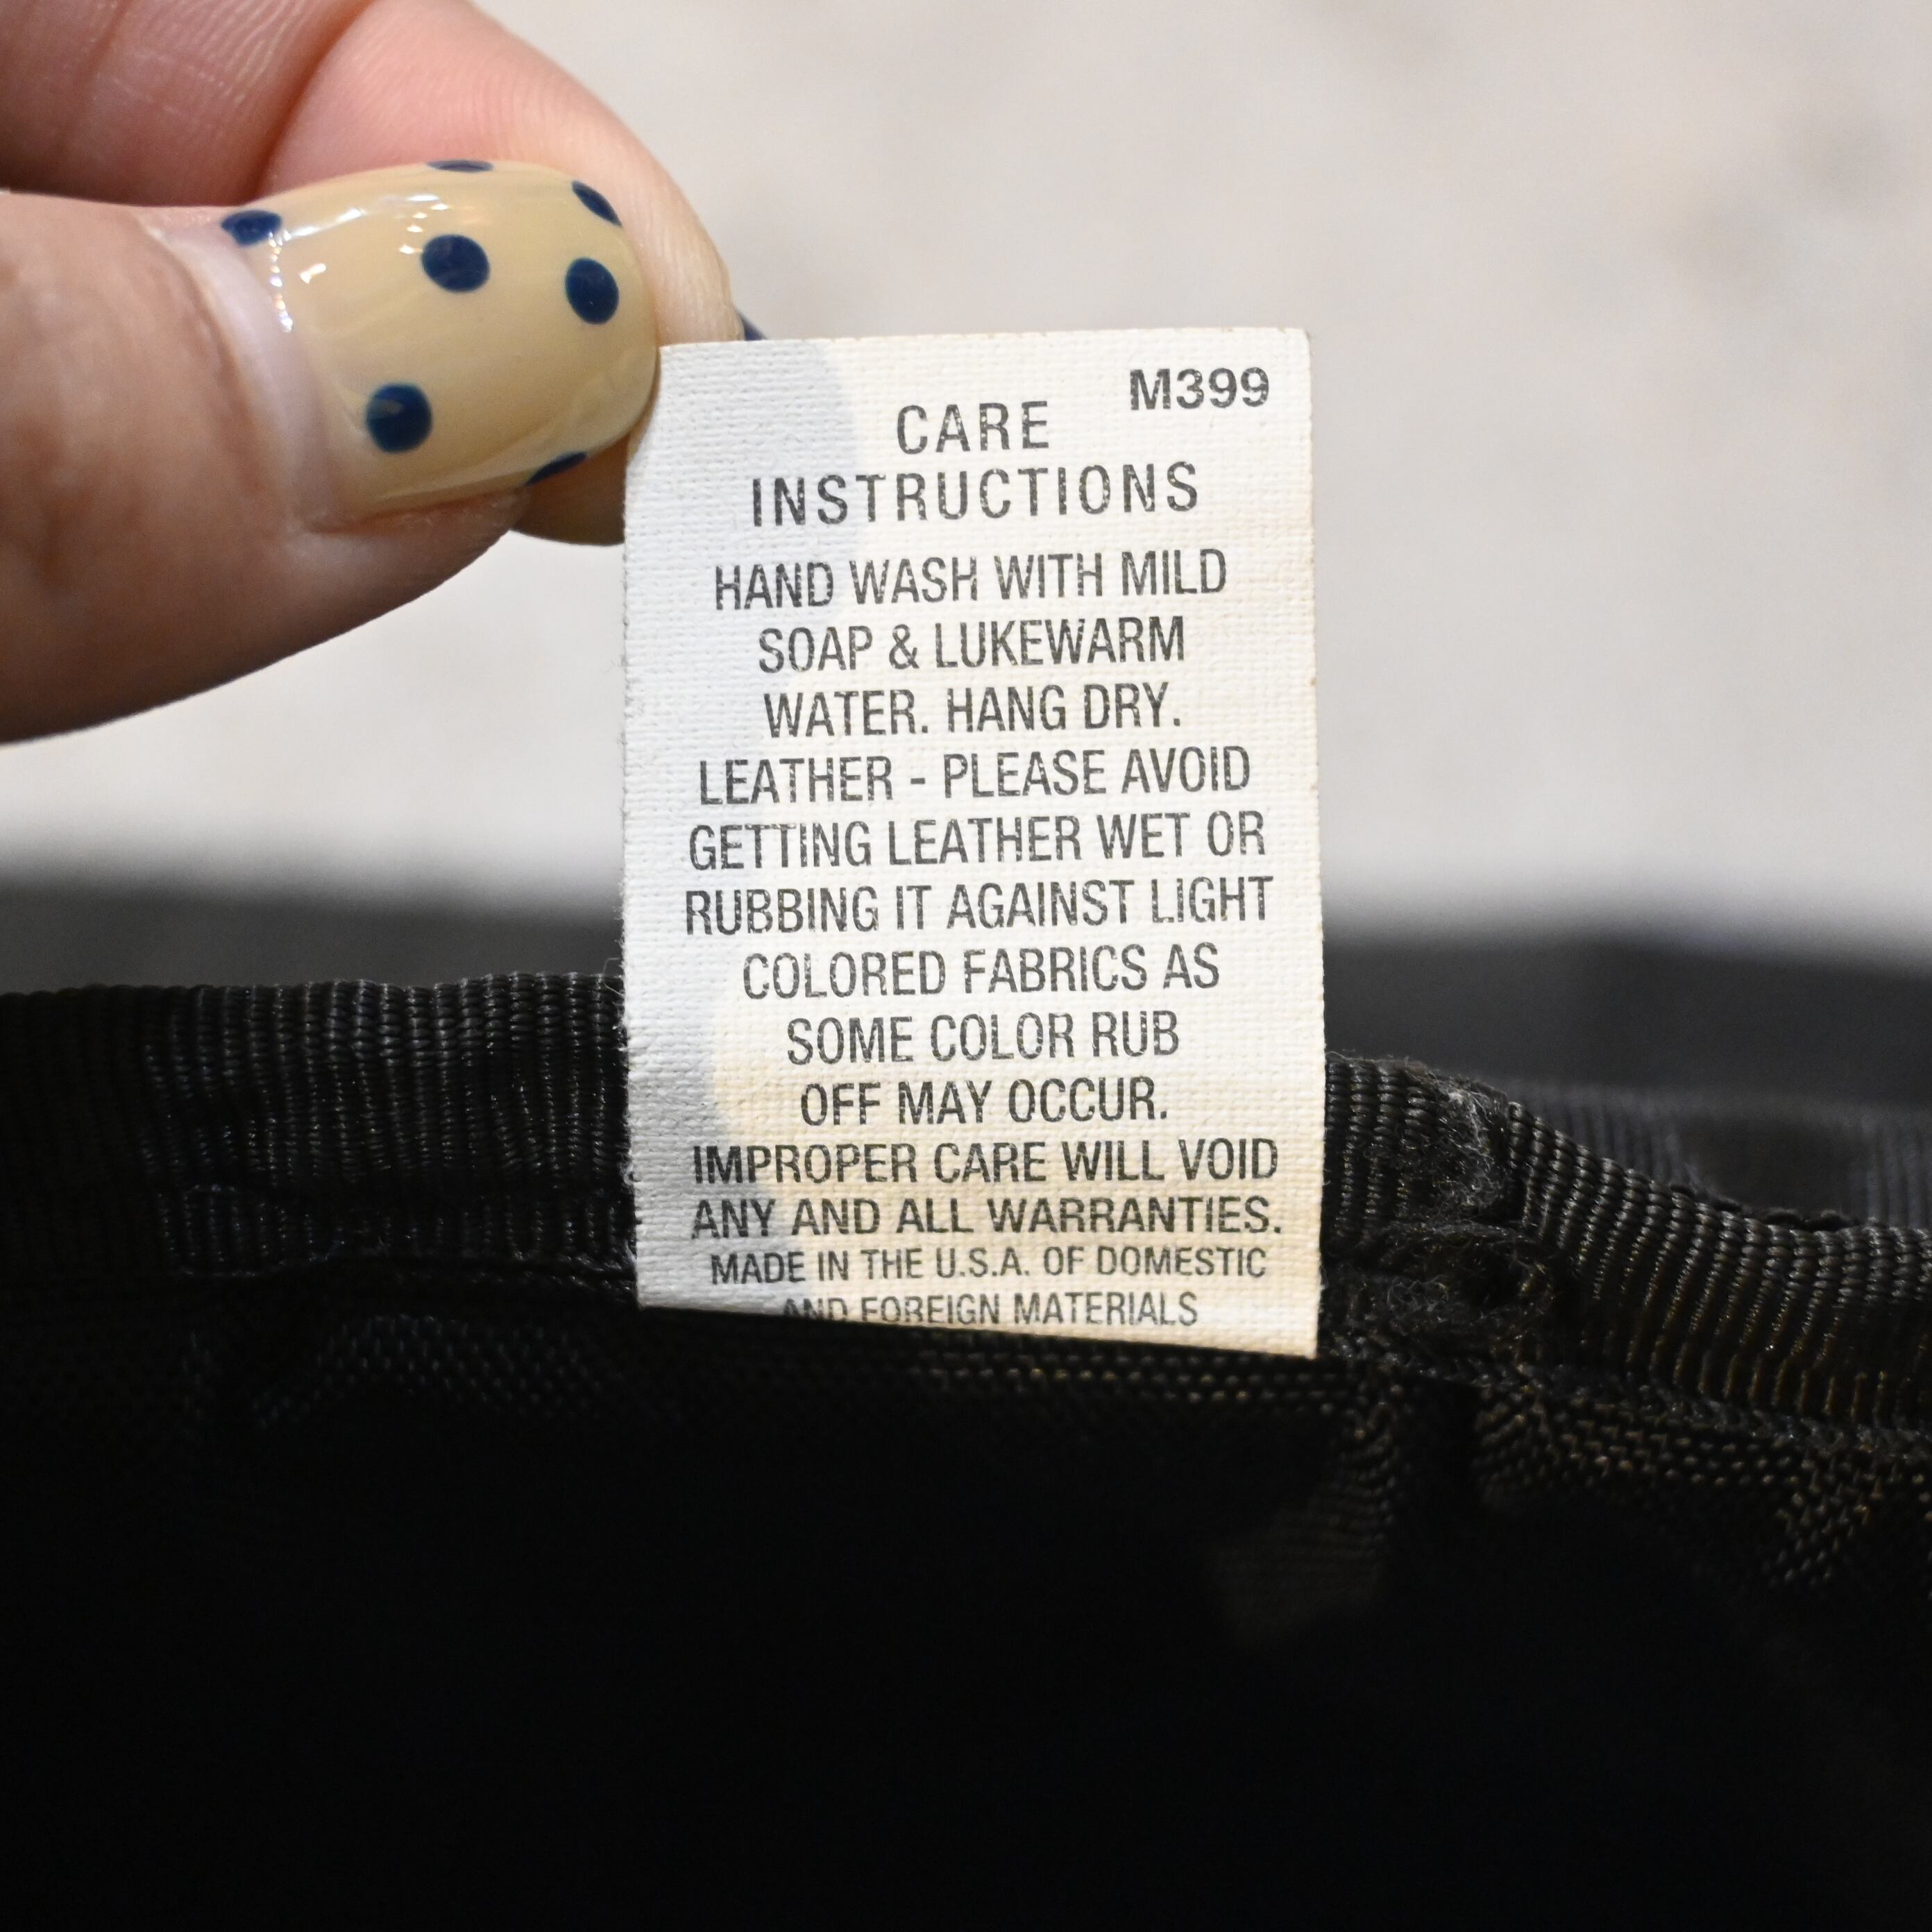 M399
CARE
INSTRUCTIONS
HAND WASH WITH MILD
SOAP & LUKEWARM
WATER. HANG DRY.
LEATHER - PLEASE AVOID
GETTING LEATHER WET OR
RUBBING IT AGAINST LIGHT
COLORED FABRICS AS
SOME COLOR RUB
OFF MAY OCCUR.
IMPROPER CARE WILL VOID
ANY AND ALL WARRANTIES.
MADE IN THE U.S.A. OF DOMESTIC
AND FOREIGN MATERIALS